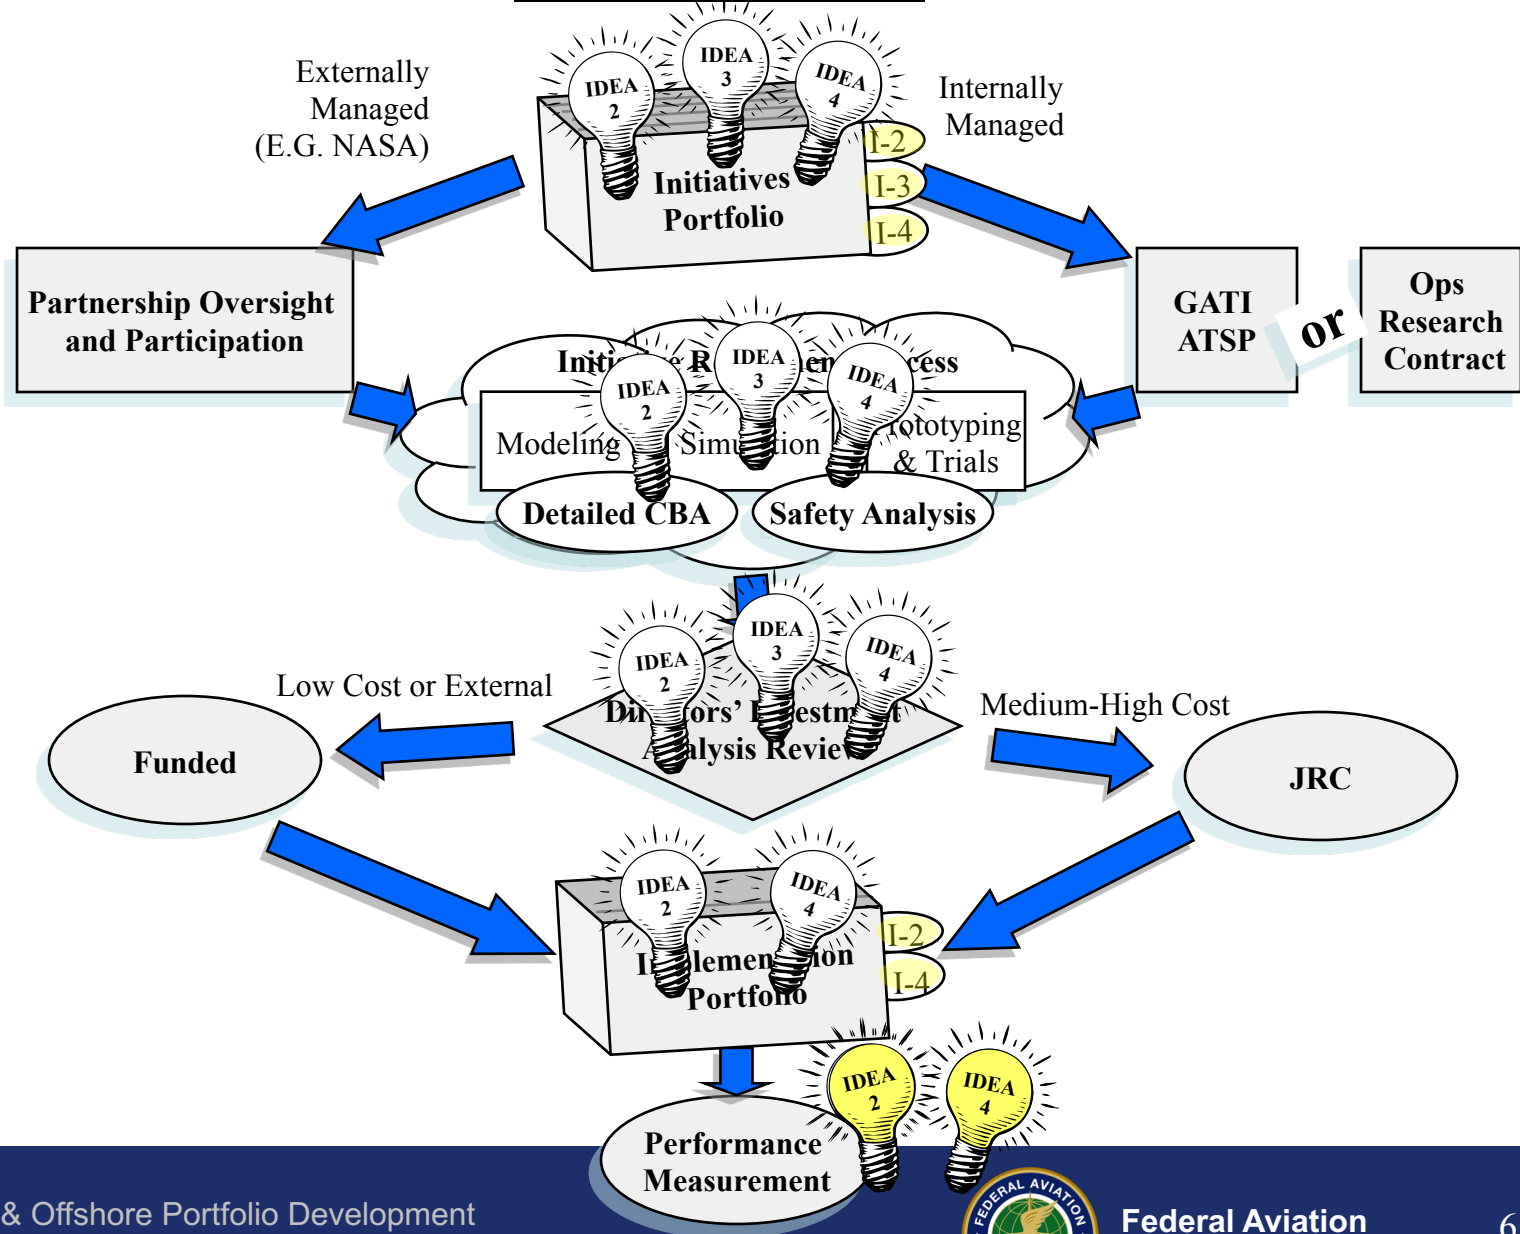 IDEA
3
IDEA
2
IDEA
4
Externally
Managed
(E.G. NASA)
Internally
Managed
I-2
I-3
I-4
Initiatives
Portfolio
Partnership Oversight
and Participation
GATI
ATSP
or
Ops
Research
Contract
IDEA
3
IDEA
2
IDEA
4
Modeling
& Trials
Detailed CBA
Safety Analysis
IDEA
3
IDEA
2
IDEA
4
Low Cost or External
Medium-High Cost
Funded
JRC
IDEA
2
IDEA
4
I-2
I-4
Portfolio
IDEA
2
IDEA
4
Performance
Measurement
& Offshore Portfolio Development
FEDERAL AVIATION
Federal Aviation
6